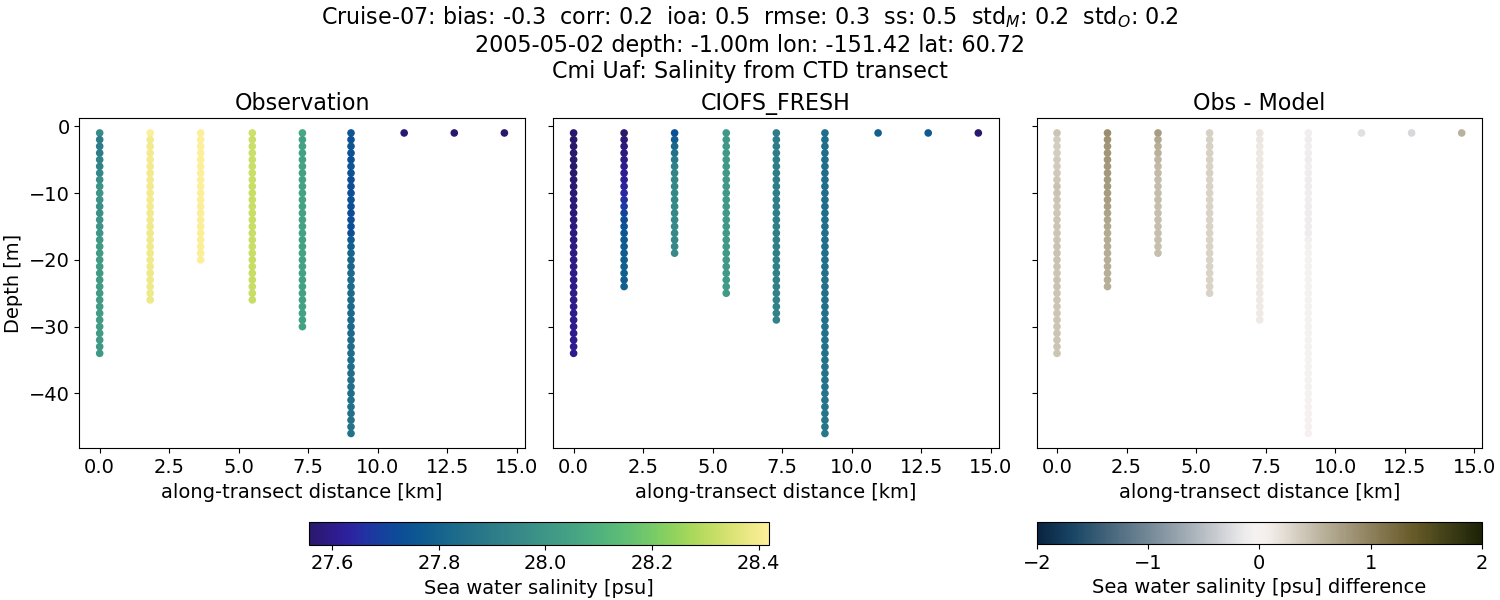 Cruise-07: bias: -0.3 corr: 0.2 ioa: 0.5 rmse: 0.3 ss: 0.5 std_M: 0.2 std_O: 0.2
2005-05-02 depth: -1.00m lon: -151.42 lat: 60.72
Cmi Uaf: Salinity from CTD transect
Observation
CIOFS_FRESH
Obs - Model
Depth [m]
0
−10
−20
−30
−40
0.0 2.5 5.0 7.5 10.0 12.5 15.0
0.0 2.5 5.0 7.5 10.0 12.5 15.0
0.0 2.5 5.0 7.5 10.0 12.5 15.0
along-transect distance [km]
along-transect distance [km]
along-transect distance [km]
27.6 27.8 28.0 28.2 28.4
Sea water salinity [psu]
−2 −1 0 1 2
Sea water salinity [psu] difference